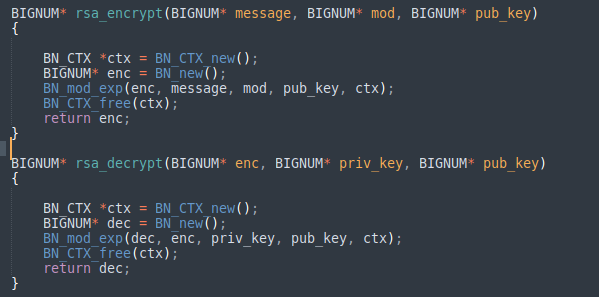 BIGNUM* rsa_encrypt(BIGNUM* message, BIGNUM* mod, BIGNUM* pub_key)
{
BN_CTX *ctx = BN_CTX_new();
BIGNUM* enc = BN_new();
BN_mod_exp(enc, message, mod, pub_key, ctx);
BN_CTX_free(ctx);
return enc;
}
BIGNUM* rsa_decrypt(BIGNUM* enc, BIGNUM* priv_key, BIGNUM* pub_key)
{
BN_CTX *ctx = BN_CTX_new();
BIGNUM* dec = BN_new();
BN_mod_exp(dec, enc, priv_key, pub_key, ctx);
BN_CTX_free(ctx);
return dec;
}